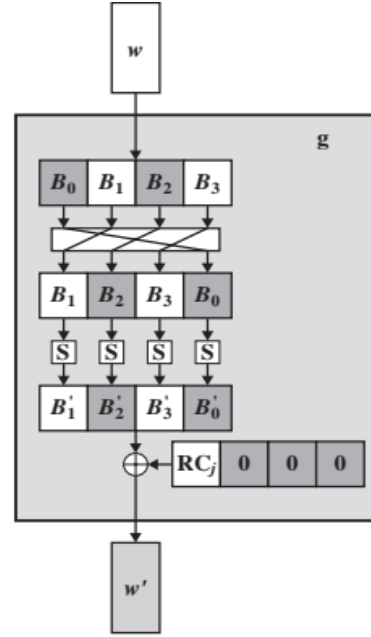 w
g
B₀ B₁ B₂ B₃
B₁ B₂ B₃ B₀
S S S S
B'₁ B'₂ B'₃ B'₀
RCⱼ 0 0 0
w'